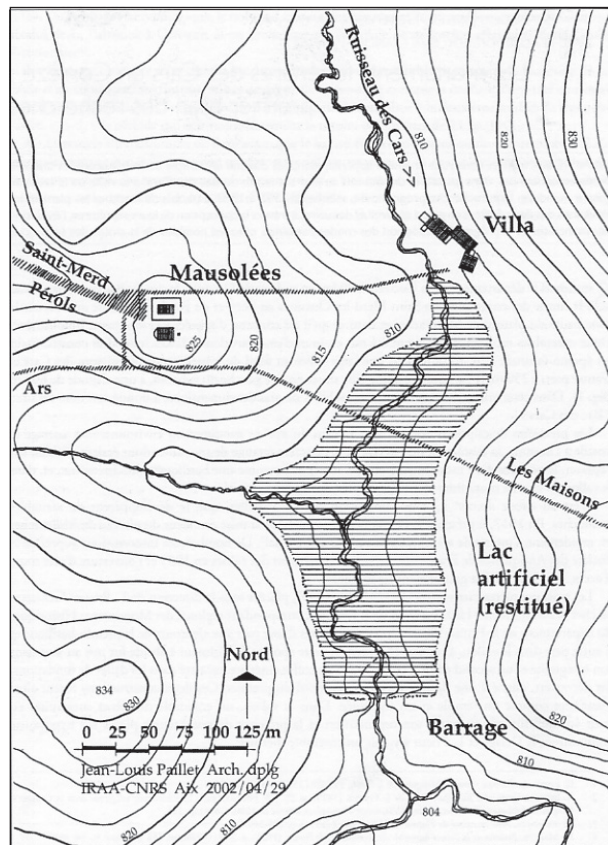 Ruisseau des Cars >>
810
820
830
Villa
Saint-Merd
Pérols
Mausolées
825
820
815
810
Ars
Les Maisons
Lac
artificiel
(restitué)
Nord
834
830
0 25 50 75 100 125 m
Barrage
820
810
Jean-Louis Paillet Arch. dplg
IRAA-CNRS Aix 2002/04/29
804
820
810